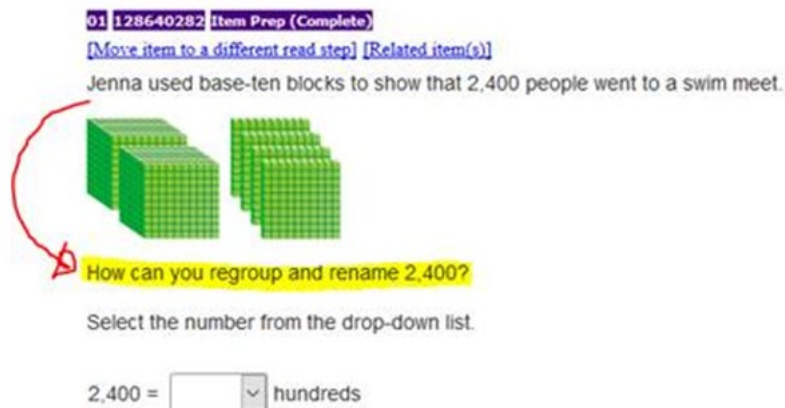 01 128640282 Item Prep (Complete)
[Move item to a different read step] [Related item(s)]
Jenna used base-ten blocks to show that 2,400 people went to a swim meet.
How can you regroup and rename 2,400?
Select the number from the drop-down list.
2,400 = hundreds